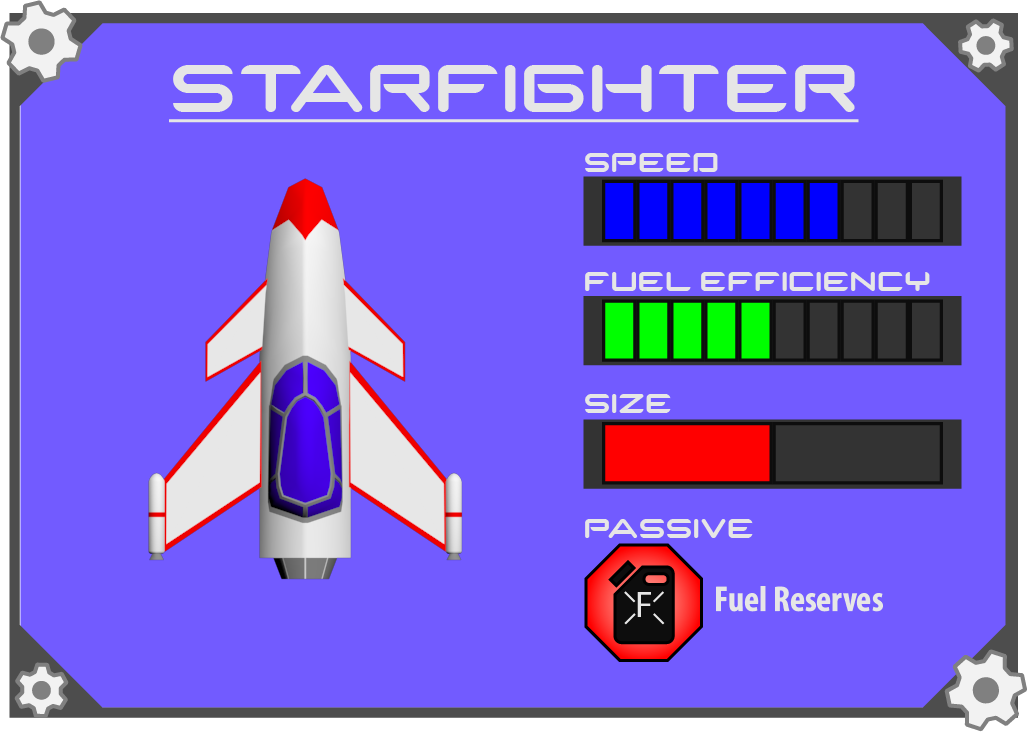 STARFIGHTER
SPEED
FUEL EFFICIENCY
SIZE
PASSIVE
F
Fuel Reserves